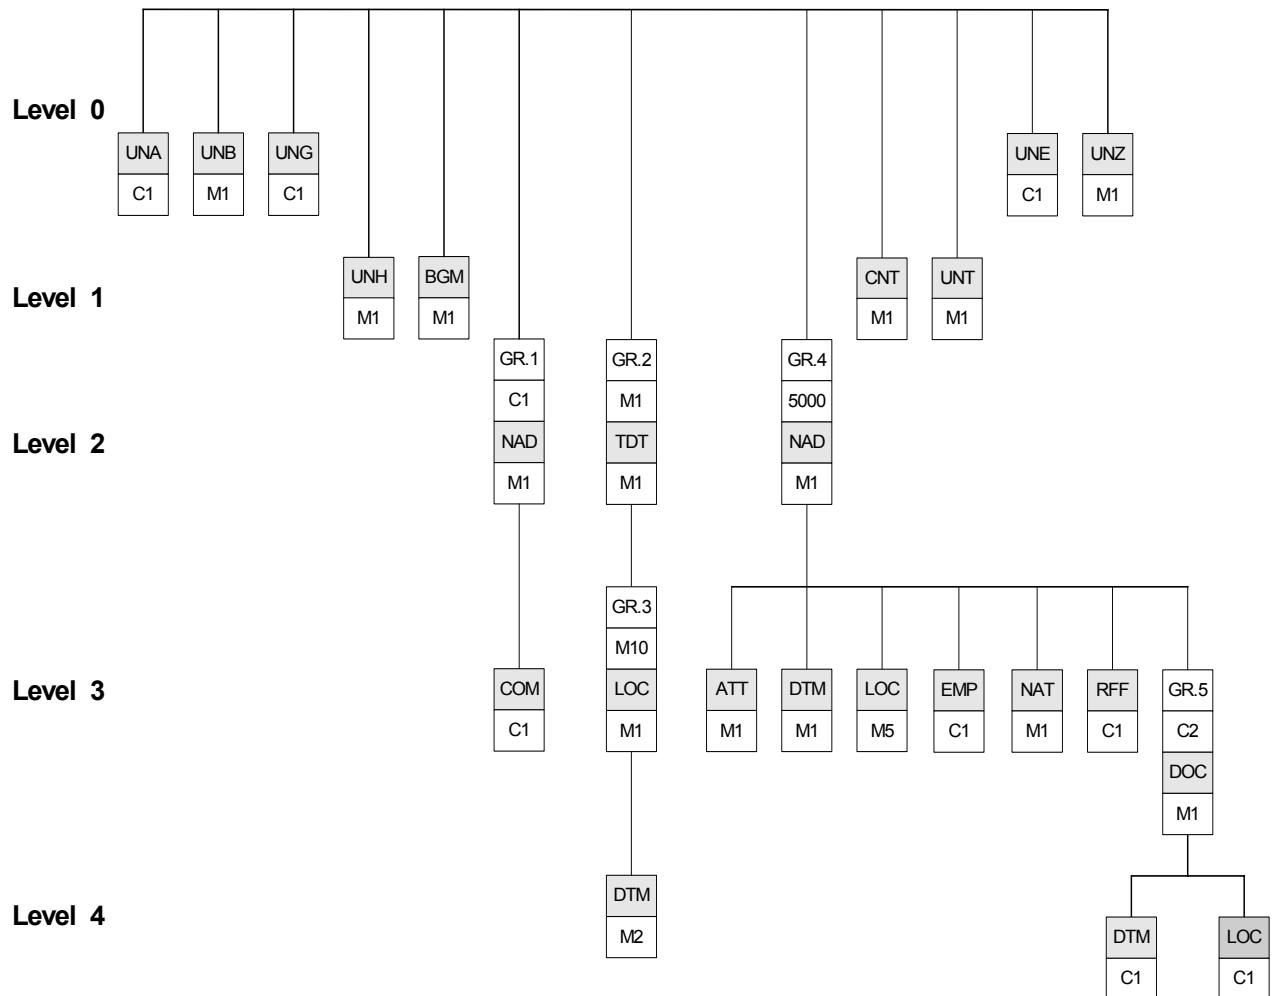 Level 0
UNA UNB UNG UNE UNZ
C1 M1 C1 C1 M1
Level 1
UNH BGM CNT UNT
M1 M1 M1 M1
GR.1 GR.2 GR.4
C1 M1 5000
Level 2
NAD TDT NAD
M1 M1 M1
GR.3
M10
Level 3
COM LOC ATT DTM LOC EMP NAT RFF GR.5
C1 M1 M1 M1 M5 C1 M1 C1 C2
DOC
M1
Level 4
DTM
M2
DTM LOC
C1 C1